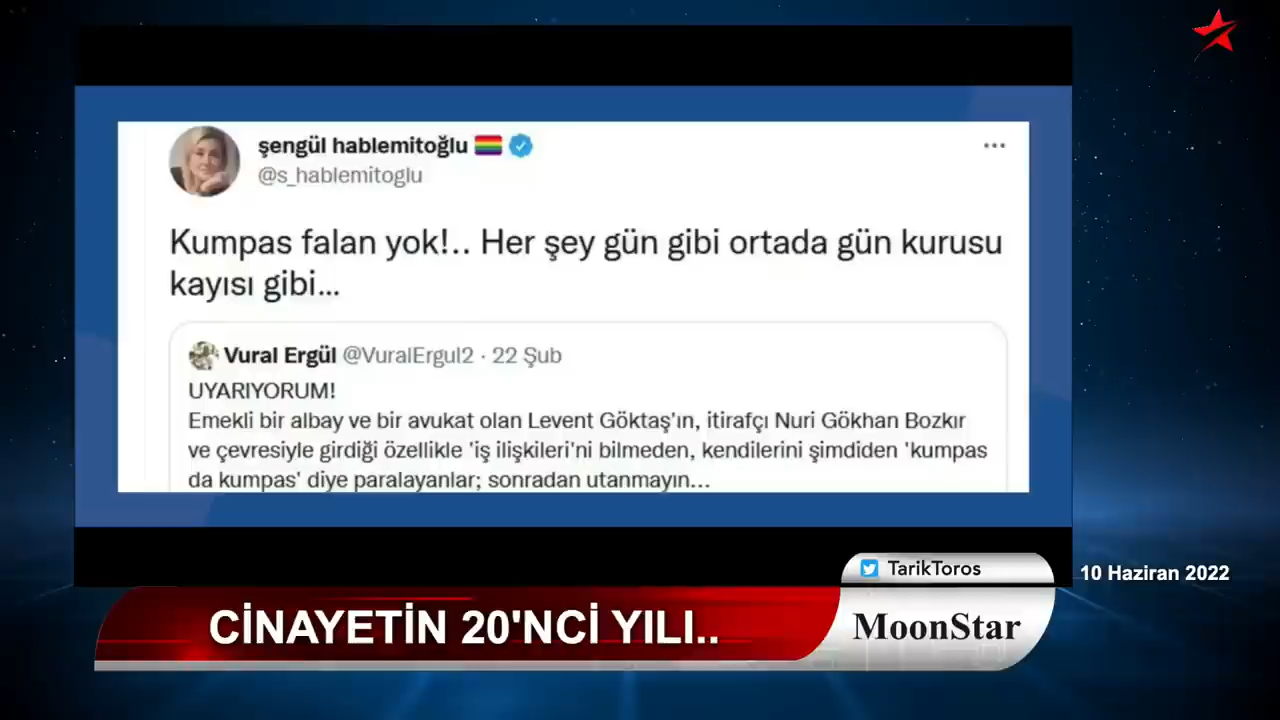 şengül hablemitoğlu
@s_hablemitoglu
Kumpas falan yok!.. Her şey gün gibi ortada gün kurusu
kayısı gibi...
Vural Ergül @VuralErgul2 · 22 Şub
UYARIYORUM!
Emekli bir albay ve bir avukat olan Levent Göktaş'ın, itirafçı Nuri Gökhan Bozkır
ve çevresiyle girdiği özellikle 'iş ilişkileri'ni bilmeden, kendilerini şimdiden 'kumpas
da kumpas' diye paralayanlar; sonradan utanmayın...
TarikToros
10 Haziran 2022
CİNAYETİN 20'NCİ YILI..
MoonStar